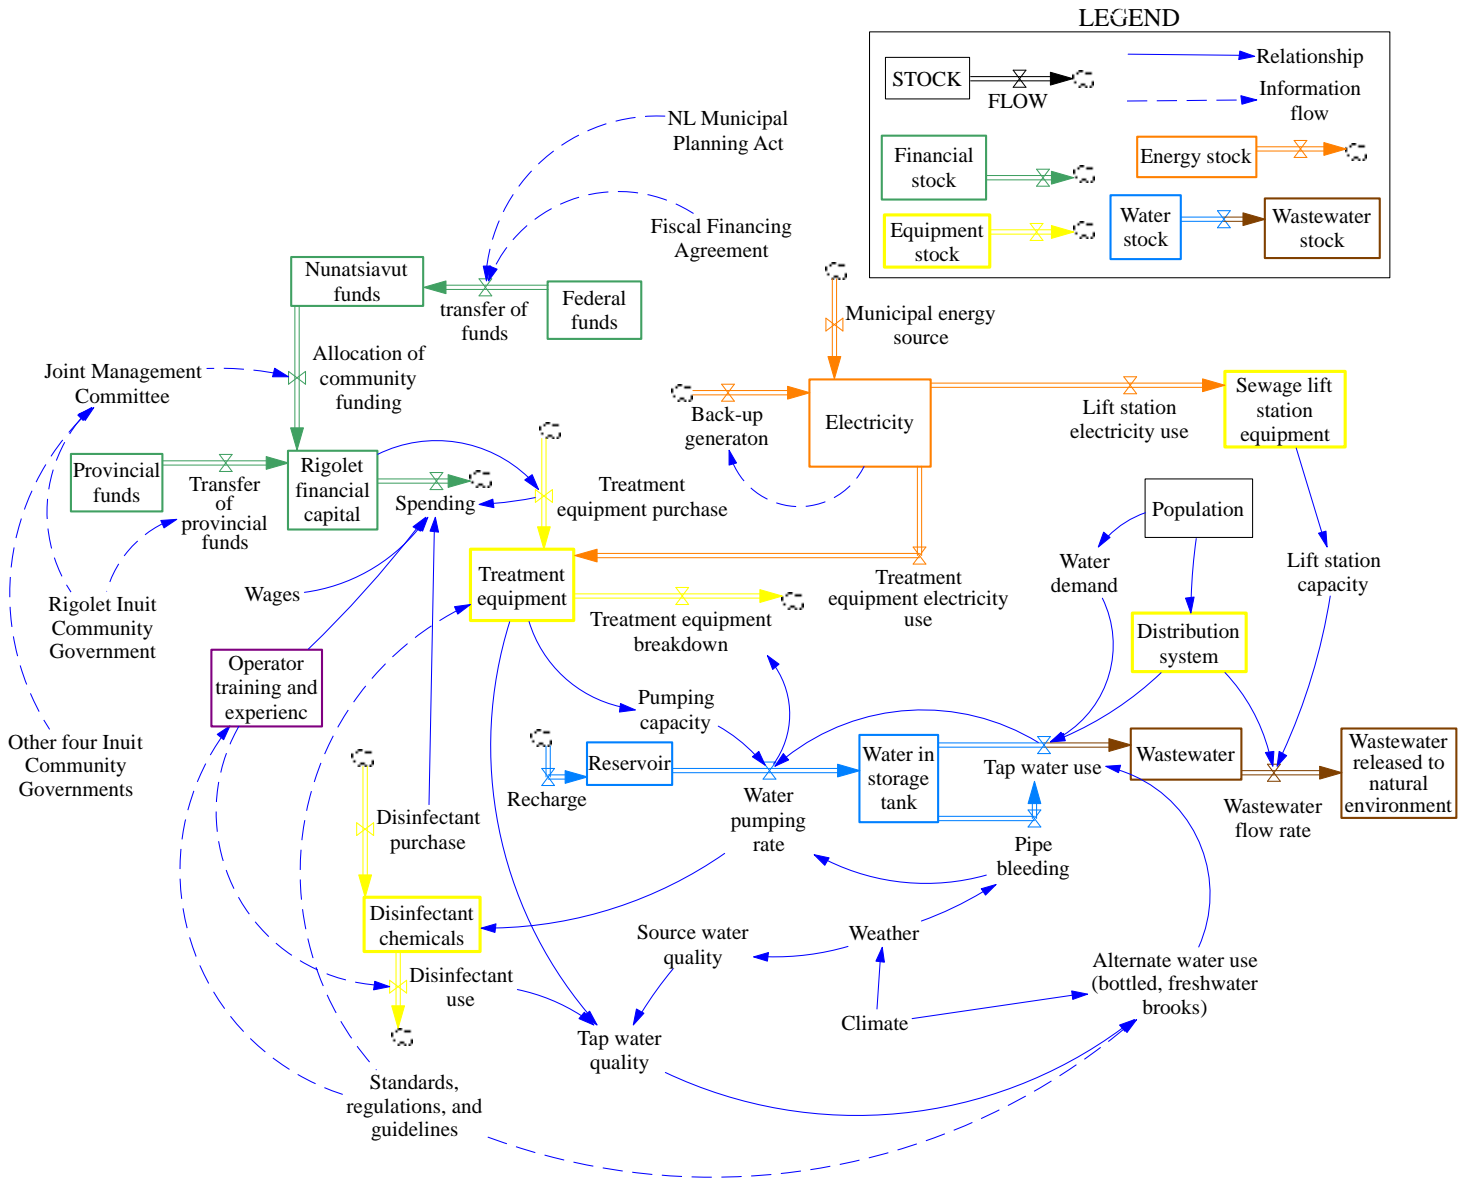 LEGEND
STOCK
FLOW
Relationship
Information
flow
Financial
stock
Energy stock
Equipment
stock
Water
stock
Wastewater
stock
NL Municipal
Planning Act
Fiscal Financing
Agreement
Nunatsiavut
funds
transfer of
funds
Federal
funds
Municipal energy
source
Joint Management
Committee
Allocation of
community
funding
Back-up
generaton
Electricity
Lift station
electricity use
Sewage lift
station
equipment
Provincial
funds
Transfer
of
provincial
funds
Rigolet
financial
capital
Spending
Treatment
equipment purchase
Population
Water
demand
Lift station
capacity
Wages
Treatment
equipment
Treatment
equipment electricity
use
Treatment equipment
breakdown
Rigolet Inuit
Community
Government
Distribution
system
Operator
training and
experienc
Pumping
capacity
Other four Inuit
Community
Governments
Reservoir
Recharge
Water
pumping
rate
Water in
storage
tank
Tap water use
Wastewater
Wastewater
flow rate
Wastewater
released to
natural
environment
Disinfectant
purchase
Pipe
bleeding
Disinfectant
chemicals
Source water
quality
Weather
Disinfectant
use
Alternate water use
(bottled, freshwater
brooks)
Climate
Tap water
quality
Standards,
regulations, and
guidelines